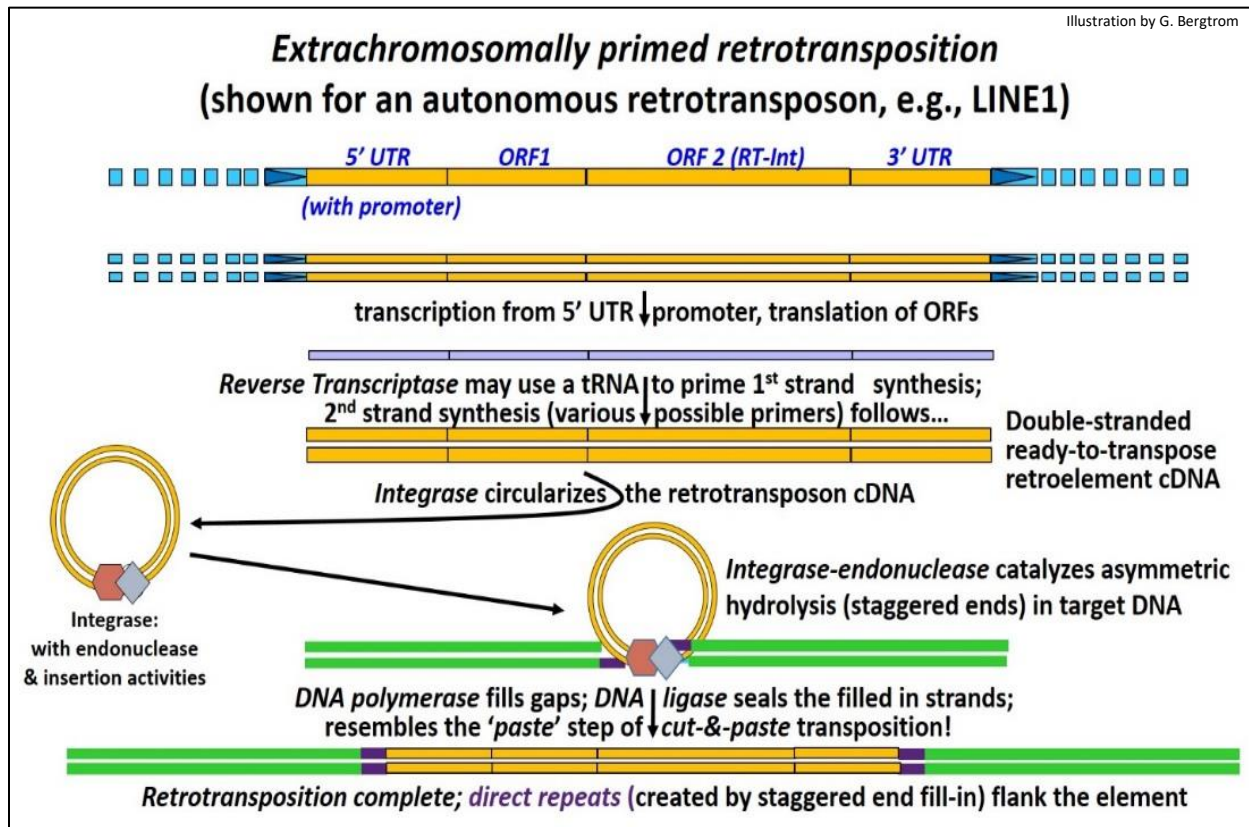 Illustration by G. Bergtrom
Extrachromosomally primed retrotransposition
(shown for an autonomous retrotransposon, e.g., LINE1)
5' UTR ORF1 ORF 2 (RT-Int) 3' UTR
(with promoter)
transcription from 5' UTR promoter, translation of ORFs
Reverse Transcriptase may use a tRNA to prime 1st strand synthesis;
2nd strand synthesis (various possible primers) follows...
Double-stranded
ready-to-transpose
retroelement cDNA
Integrase circularizes the retrotransposon cDNA
Integrase:
with endonuclease
& insertion activities
Integrase-endonuclease catalyzes asymmetric
hydrolysis (staggered ends) in target DNA
DNA polymerase fills gaps; DNA ligase seals the filled in strands;
resembles the 'paste' step of cut-&-paste transposition!
Retrotransposition complete; direct repeats (created by staggered end fill-in) flank the element